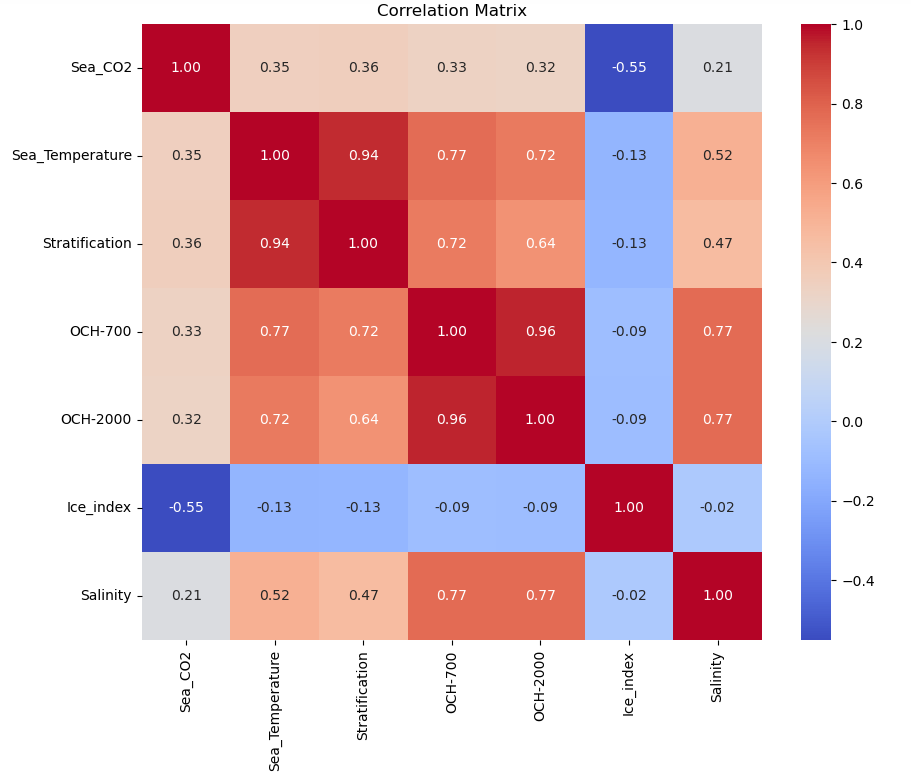 Correlation Matrix
Sea_CO2 1.00 0.35 0.36 0.33 0.32 -0.55 0.21
Sea_Temperature 0.35 1.00 0.94 0.77 0.72 -0.13 0.52
Stratification 0.36 0.94 1.00 0.72 0.64 -0.13 0.47
OCH-700 0.33 0.77 0.72 1.00 0.96 -0.09 0.77
OCH-2000 0.32 0.72 0.64 0.96 1.00 -0.09 0.77
Ice_index -0.55 -0.13 -0.13 -0.09 -0.09 1.00 -0.02
Salinity 0.21 0.52 0.47 0.77 0.77 -0.02 1.00
Sea_CO2
Sea_Temperature
Stratification
OCH-700
OCH-2000
Ice_index
Salinity
1.0
0.8
0.6
0.4
0.2
0.0
−0.2
−0.4